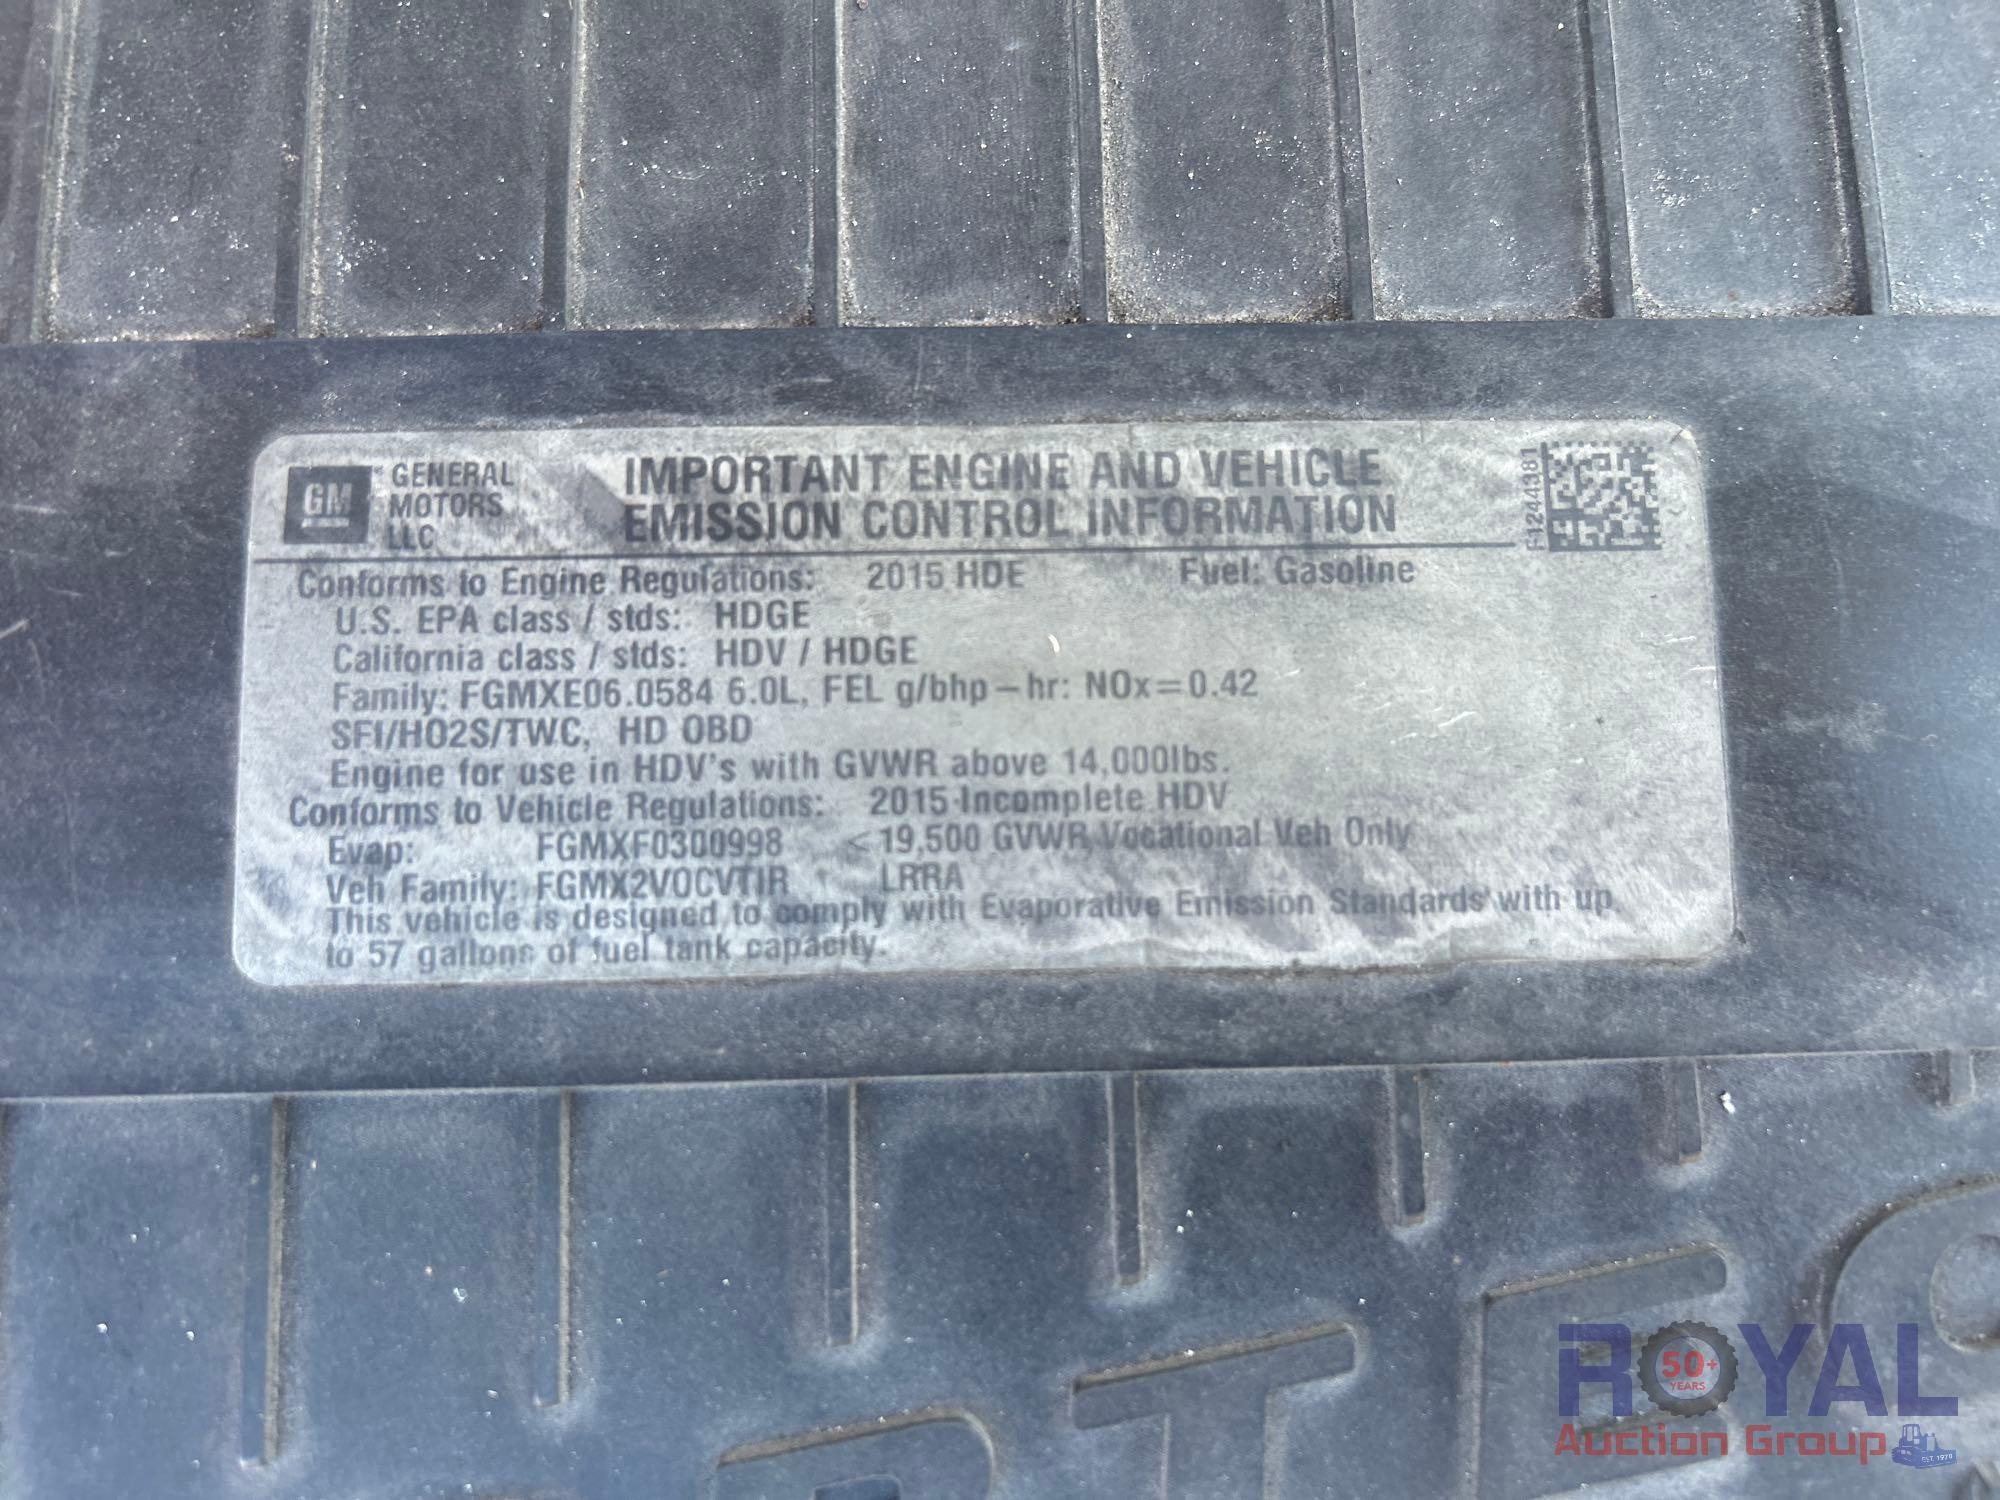 GM
GENERAL
MOTORS
LLC
IMPORTANT ENGINE AND VEHICLE
EMISSION CONTROL INFORMATION
F1244381
Conforms to Engine Regulations: 2015 HDE Fuel: Gasoline
U.S. EPA class / stds: HDGE
California class / stds: HDV / HDGE
Family: FGMXE06.0584 6.0L, FEL g/bhp-hr: NOx=0.42
SFI/HO2S/TWC, HD OBD
Engine for use in HDV's with GVWR above 14,000lbs.
Conforms to Vehicle Regulations: 2015 Incomplete HDV
Evap: FGMXF0300998 < 19,500 GVWR Vocational Veh Only
Veh Family: FGMX2VOCVTIR LRRA
This vehicle is designed to comply with Evaporative Emission Standards with up
to 57 gallons of fuel tank capacity.
ROYAL
50+
YEARS
Auction Group
EST. 1970